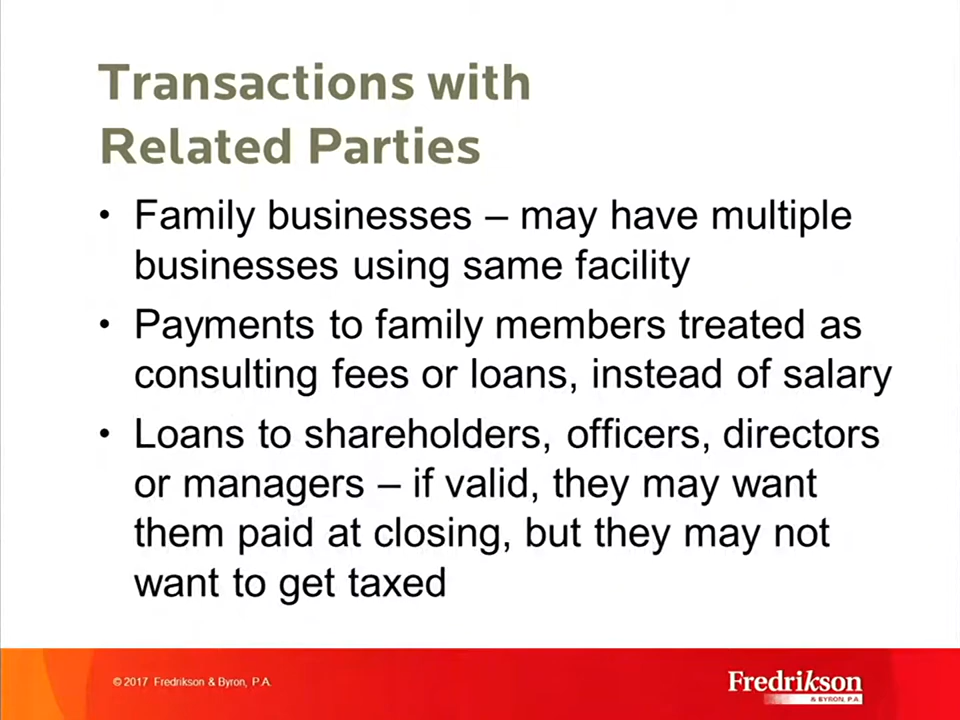 Transactions with
Related Parties
• Family businesses – may have multiple
businesses using same facility
• Payments to family members treated as
consulting fees or loans, instead of salary
• Loans to shareholders, officers, directors
or managers – if valid, they may want
them paid at closing, but they may not
want to get taxed
© 2017 Fredrikson & Byron, P.A.
Fredrikson
& BYRON, P.A.